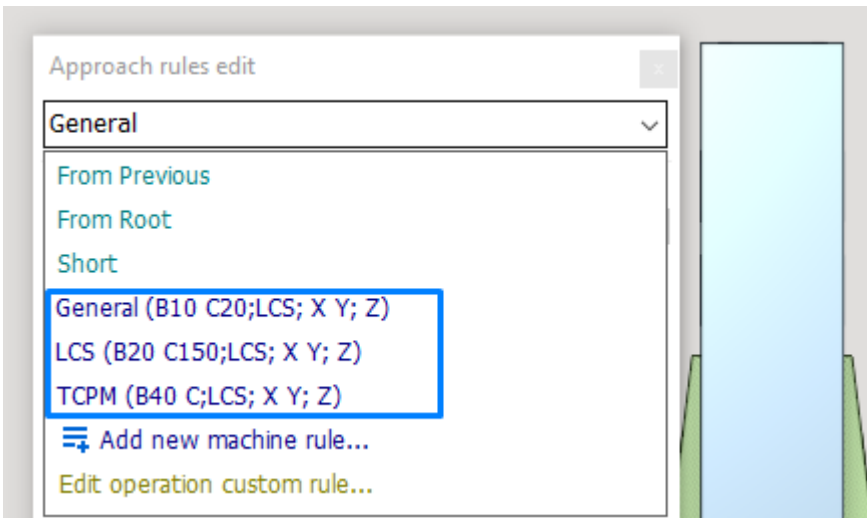 Approach rules edit
x
General
From Previous
From Root
Short
General (B10 C20;LCS; X Y; Z)
LCS (B20 C150;LCS; X Y; Z)
TCPM (B40 C;LCS; X Y; Z)
Add new machine rule...
Edit operation custom rule...